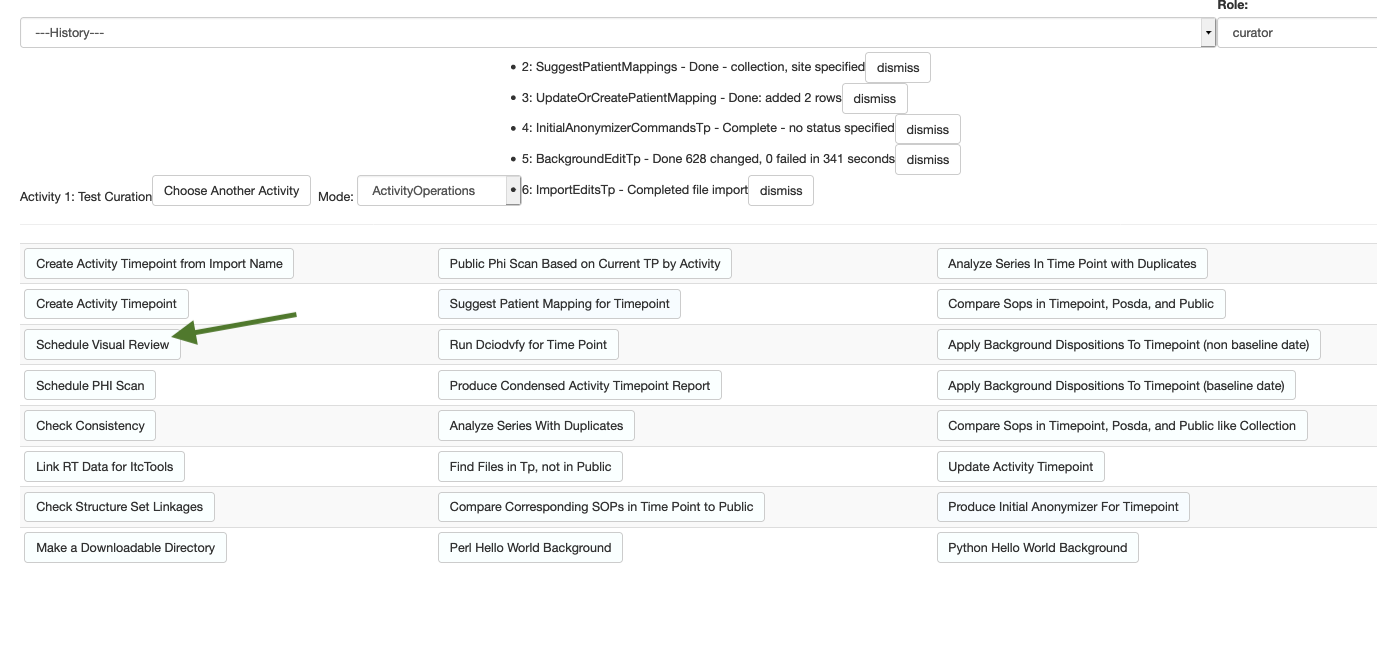 Role:
---History---
curator
2: SuggestPatientMappings - Done - collection, site specified dismiss
3: UpdateOrCreatePatientMapping - Done: added 2 rows dismiss
4: InitialAnonymizerCommandsTp - Complete - no status specified dismiss
5: BackgroundEditTp - Done 628 changed, 0 failed in 341 seconds dismiss
Activity 1: Test Curation Choose Another Activity Mode: ActivityOperations 6: ImportEditsTp - Completed file import dismiss
Create Activity Timepoint from Import Name Public Phi Scan Based on Current TP by Activity Analyze Series In Time Point with Duplicates
Create Activity Timepoint Suggest Patient Mapping for Timepoint Compare Sops in Timepoint, Posda, and Public
Schedule Visual Review Run Dciodvfy for Time Point Apply Background Dispositions To Timepoint (non baseline date)
Schedule PHI Scan Produce Condensed Activity Timepoint Report Apply Background Dispositions To Timepoint (baseline date)
Check Consistency Analyze Series With Duplicates Compare Sops in Timepoint, Posda, and Public like Collection
Link RT Data for ItcTools Find Files in Tp, not in Public Update Activity Timepoint
Check Structure Set Linkages Compare Corresponding SOPs in Time Point to Public Produce Initial Anonymizer For Timepoint
Make a Downloadable Directory Perl Hello World Background Python Hello World Background